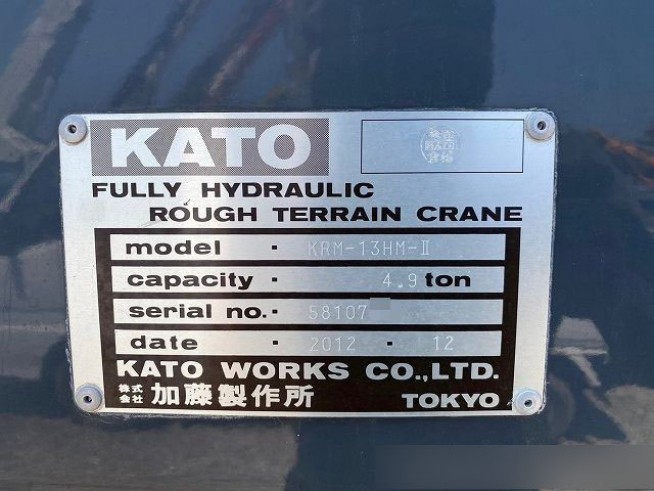 KATO
FULLY HYDRAULIC
ROUGH TERRAIN CRANE
model · KRM-13HM-Ⅱ
capacity · 4.9 ton
serial no. · 58107
date · 2012 · 12
KATO WORKS CO.,LTD.
株式会社 加藤製作所 TOKYO